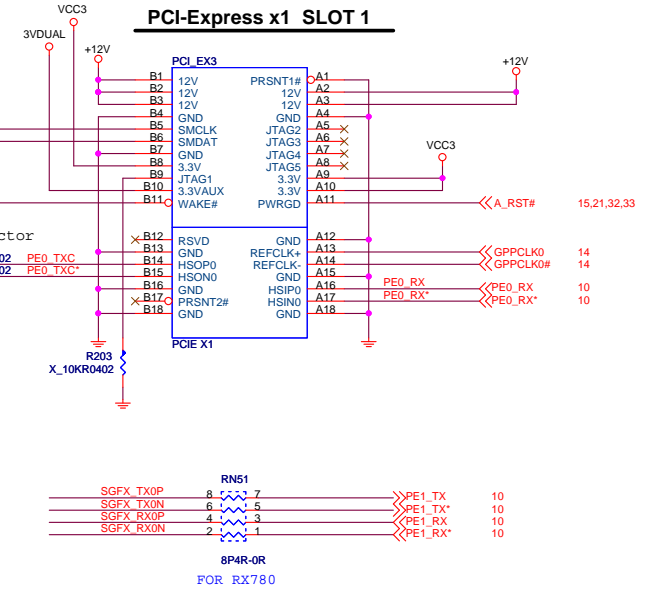 PCI-Express x1 SLOT 1
VCC3
3VDUAL
+12V
+12V
VCC3
PCI_EX3
B1 12V PRSNT1# A1
B2 12V 12V A2
B3 12V 12V A3
B4 GND GND A4
B5 SMCLK JTAG2 A5
B6 SMDAT JTAG3 A6
B7 GND JTAG4 A7
B8 3.3V JTAG5 A8
B9 JTAG1 3.3V A9
B10 3.3VAUX 3.3V A10
B11 WAKE# PWRGD A11 A_RST# 15,21,32,33
ctor
B12 RSVD GND A12
B13 GND REFCLK+ A13 GPPCLK0 14
02 PE0_TXC B14 HSOP0 REFCLK- A14 GPPCLK0# 14
02 PE0_TXC* B15 HSON0 GND A15
B16 GND HSIP0 A16 PE0_RX PE0_RX 10
B17 PRSNT2# HSIN0 A17 PE0_RX* PE0_RX* 10
B18 GND GND A18
PCIE X1
R203
X_10KR0402
RN51
SGFX_TX0P 8 7 PE1_TX 10
SGFX_TX0N 6 5 PE1_TX* 10
SGFX_RX0P 4 3 PE1_RX 10
SGFX_RX0N 2 1 PE1_RX* 10
8P4R-0R
FOR RX780